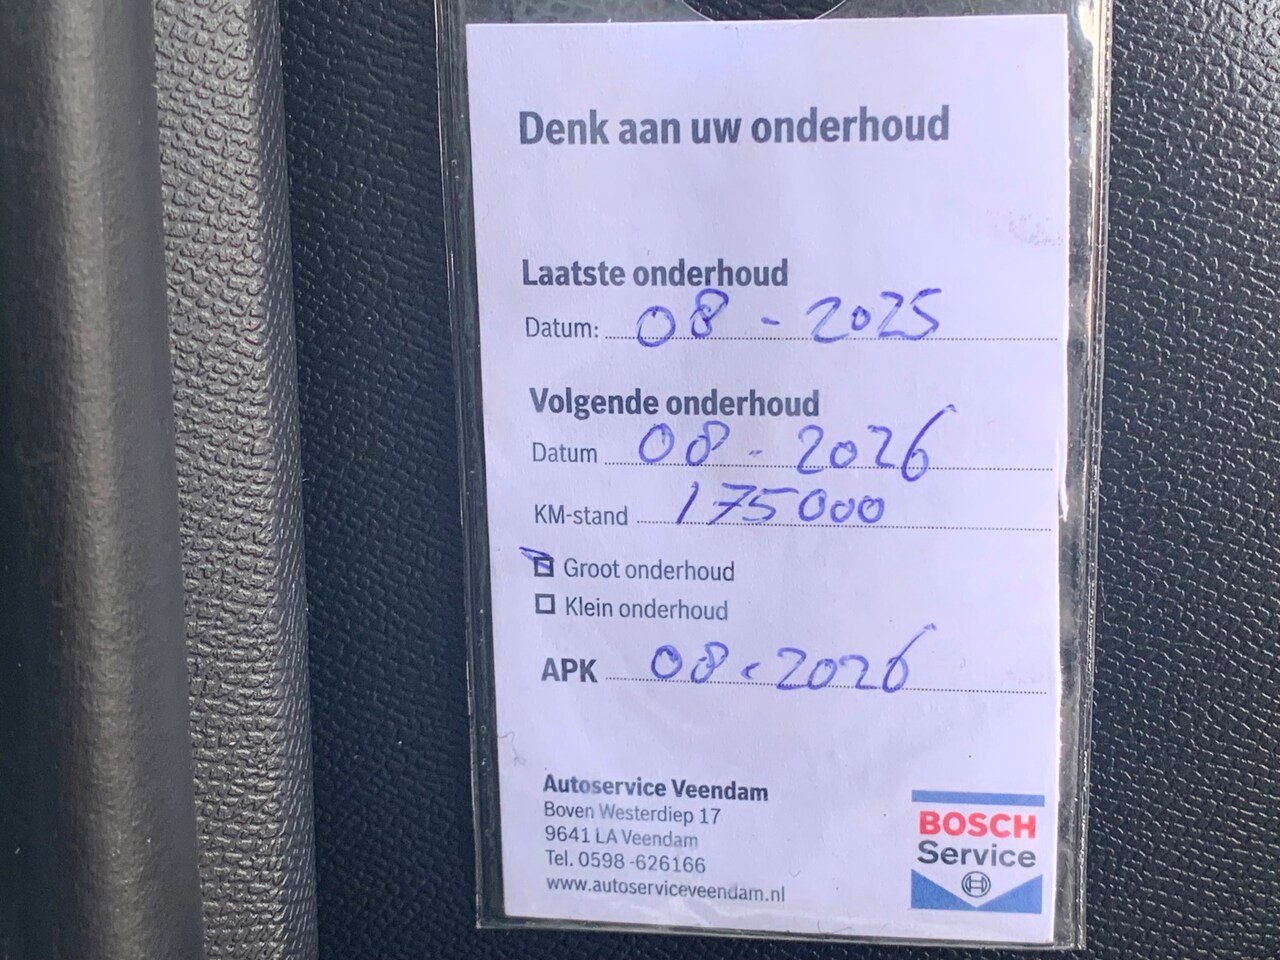 Denk aan uw onderhoud
Laatste onderhoud
Datum: 08 - 2025
Volgende onderhoud
Datum 08 - 2026
KM-stand 175000
Groot onderhoud
Klein onderhoud
APK 08 - 2026
Autoservice Veendam
Boven Westerdiep 17
9641 LA Veendam
Tel. 0598 -626166
www.autoserviceveendam.nl
BOSCH
Service